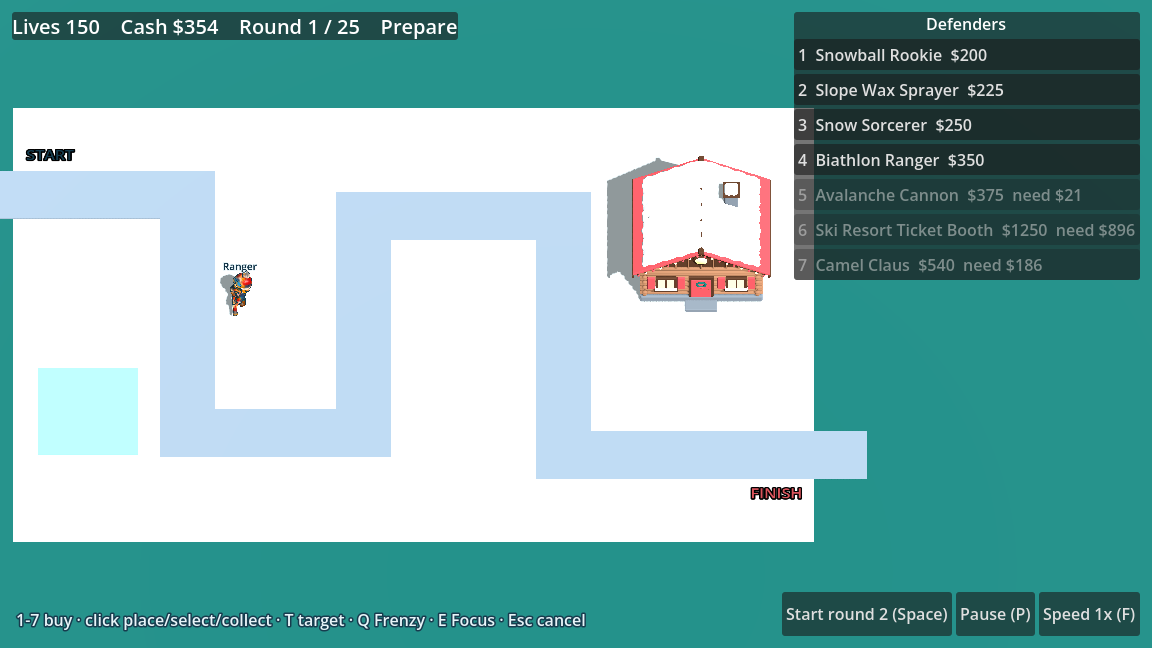 Lives 150 Cash $354 Round 1 / 25 Prepare
Defenders
1 Snowball Rookie $200
2 Slope Wax Sprayer $225
3 Snow Sorcerer $250
4 Biathlon Ranger $350
5 Avalanche Cannon $375 need $21
6 Ski Resort Ticket Booth $1250 need $896
7 Camel Claus $540 need $186
START
Ranger
FINISH
1-7 buy · click place/select/collect · T target · Q Frenzy · E Focus · Esc cancel
Start round 2 (Space) Pause (P) Speed 1x (F)